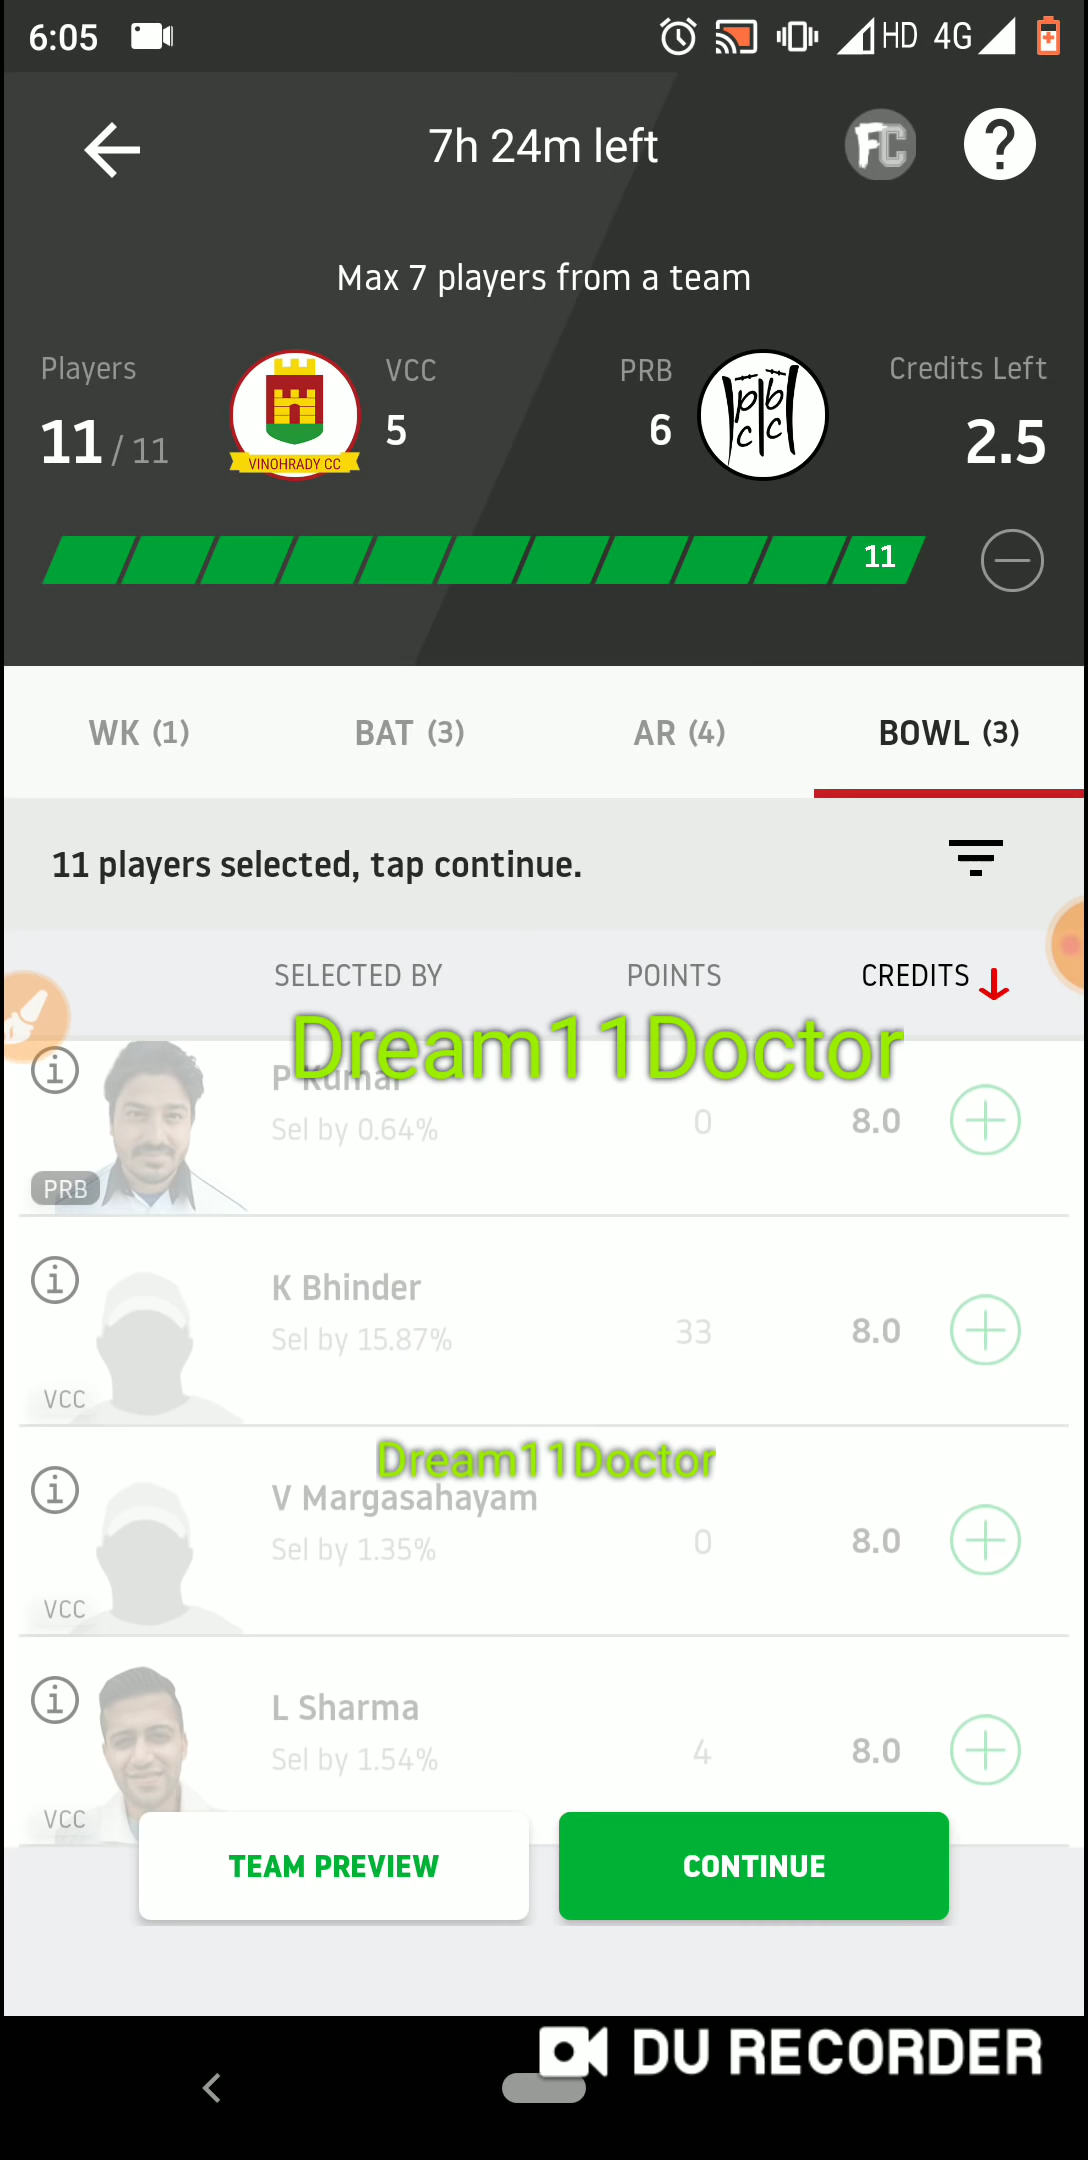 6:05 HD 4G
7h 24m left FC ?
Max 7 players from a team
Players VCC PRB Credits Left
11 / 11 5 6 2.5
VINOHRADY CC
pb
cc
11
WK (1) BAT (3) AR (4) BOWL (3)
11 players selected, tap continue.
SELECTED BY POINTS CREDITS
Dream11Doctor
P Kumar
Sel by 0.64% 0 8.0
PRB
K Bhinder
Sel by 15.87% 33 8.0
VCC
Dream11Doctor
V Margasahayam
Sel by 1.35% 0 8.0
VCC
L Sharma
Sel by 1.54% 4 8.0
VCC
TEAM PREVIEW CONTINUE
DU RECORDER